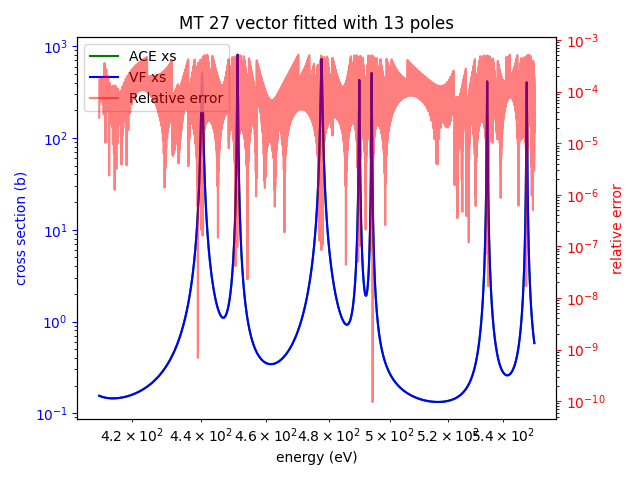 MT 27 vector fitted with 13 poles
ACE xs
VF xs
Relative error
10³
10²
10¹
10⁰
10⁻¹
cross section (b)
10⁻³
10⁻⁴
10⁻⁵
10⁻⁶
10⁻⁷
10⁻⁸
10⁻⁹
10⁻¹⁰
relative error
4.2 × 10² 4.4 × 10² 4.6 × 10² 4.8 × 10² 5 × 10² 5.2 × 10² 5.4 × 10²
energy (eV)